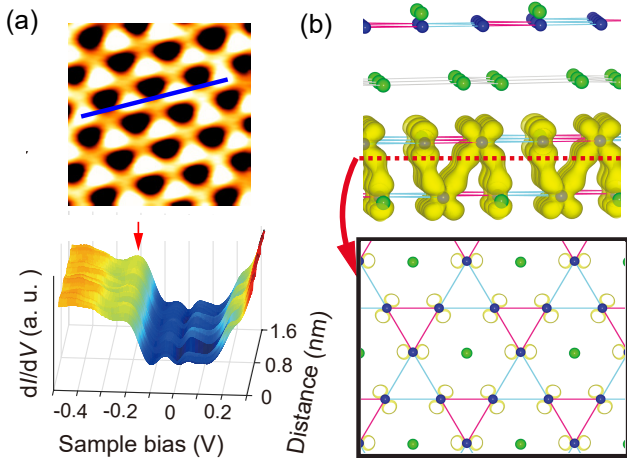 (a)
(b)
dI/dV (a. u.)
-0.4
-0.2
0
0.2
Sample bias (V)
0
0.8
1.6
Distance (nm)